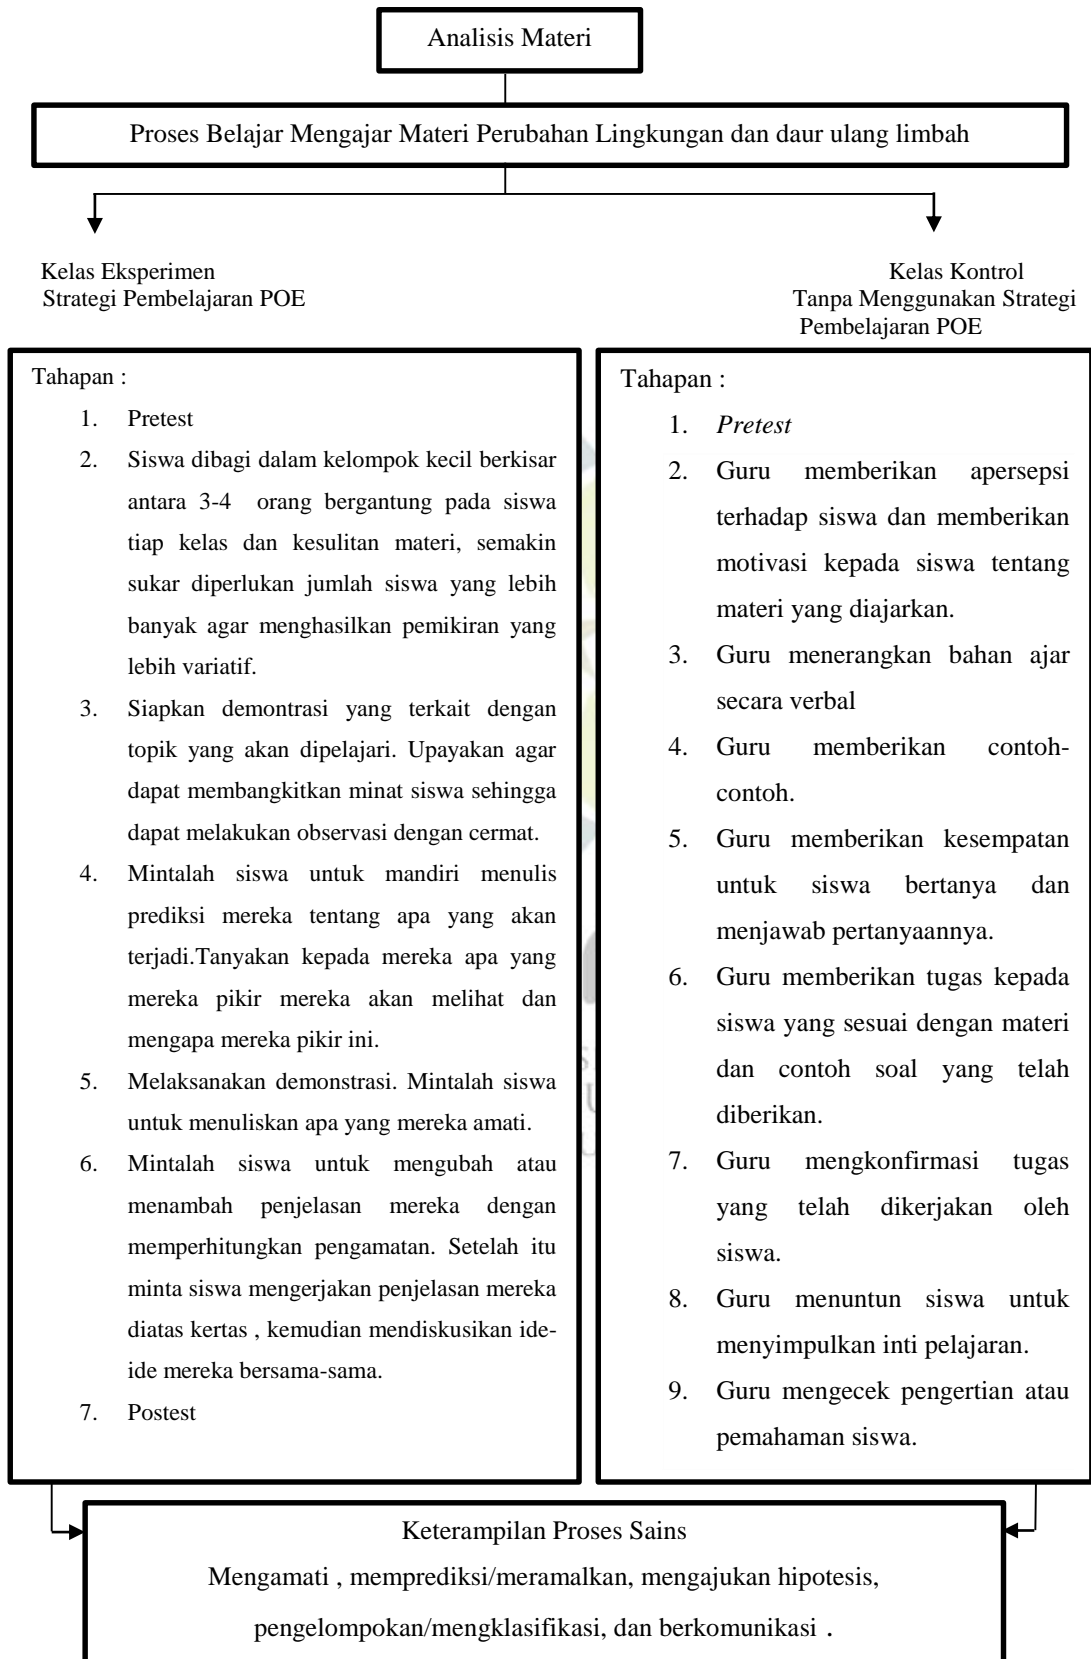 Analisis Materi
Proses Belajar Mengajar Materi Perubahan Lingkungan dan daur ulang limbah
Kelas Eksperimen
Strategi Pembelajaran POE
Kelas Kontrol
Tanpa Menggunakan Strategi
Pembelajaran POE
Tahapan :
1. Pretest
2. Siswa dibagi dalam kelompok kecil berkisar
antara 3-4 orang bergantung pada siswa
tiap kelas dan kesulitan materi, semakin
sukar diperlukan jumlah siswa yang lebih
banyak agar menghasilkan pemikiran yang
lebih variatif.
3. Siapkan demontrasi yang terkait dengan
topik yang akan dipelajari. Upayakan agar
dapat membangkitkan minat siswa sehingga
dapat melakukan observasi dengan cermat.
4. Mintalah siswa untuk mandiri menulis
prediksi mereka tentang apa yang akan
terjadi.Tanyakan kepada mereka apa yang
mereka pikir mereka akan melihat dan
mengapa mereka pikir ini.
5. Melaksanakan demonstrasi. Mintalah siswa
untuk menuliskan apa yang mereka amati.
6. Mintalah siswa untuk mengubah atau
menambah penjelasan mereka dengan
memperhitungkan pengamatan. Setelah itu
minta siswa mengerjakan penjelasan mereka
diatas kertas , kemudian mendiskusikan ide-
ide mereka bersama-sama.
7. Postest
Tahapan :
1. Pretest
2. Guru memberikan apersepsi
terhadap siswa dan memberikan
motivasi kepada siswa tentang
materi yang diajarkan.
3. Guru menerangkan bahan ajar
secara verbal
4. Guru memberikan contoh-
contoh.
5. Guru memberikan kesempatan
untuk siswa bertanya dan
menjawab pertanyaannya.
6. Guru memberikan tugas kepada
siswa yang sesuai dengan materi
dan contoh soal yang telah
diberikan.
7. Guru mengkonfirmasi tugas
yang telah dikerjakan oleh
siswa.
8. Guru menuntun siswa untuk
menyimpulkan inti pelajaran.
9. Guru mengecek pengertian atau
pemahaman siswa.
Keterampilan Proses Sains
Mengamati , memprediksi/meramalkan, mengajukan hipotesis,
pengelompokan/mengklasifikasi, dan berkomunikasi .